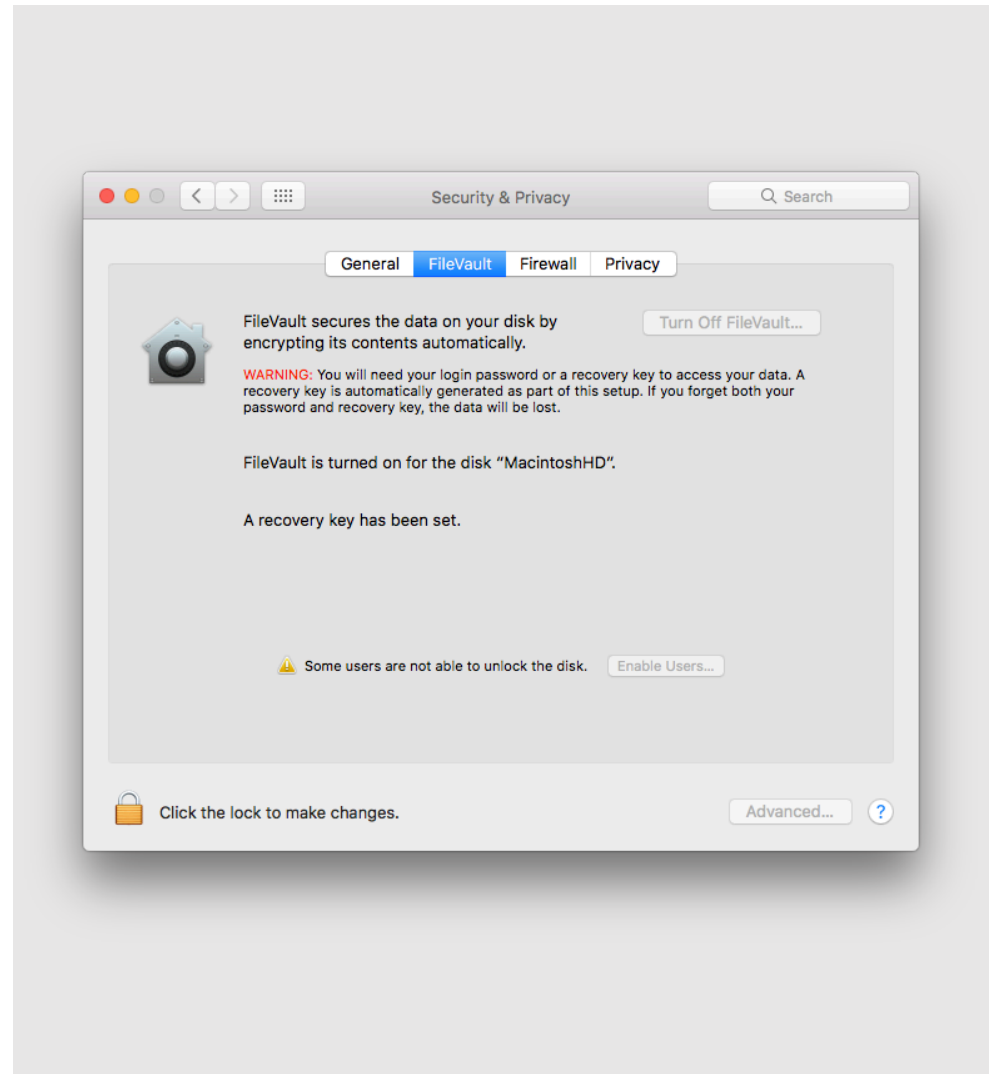 Security & Privacy
Search
General FileVault Firewall Privacy
FileVault secures the data on your disk by
encrypting its contents automatically.
Turn Off FileVault...
WARNING: You will need your login password or a recovery key to access your data. A
recovery key is automatically generated as part of this setup. If you forget both your
password and recovery key, the data will be lost.
FileVault is turned on for the disk “MacintoshHD”.
A recovery key has been set.
Some users are not able to unlock the disk.
Enable Users...
Click the lock to make changes.
Advanced...
?